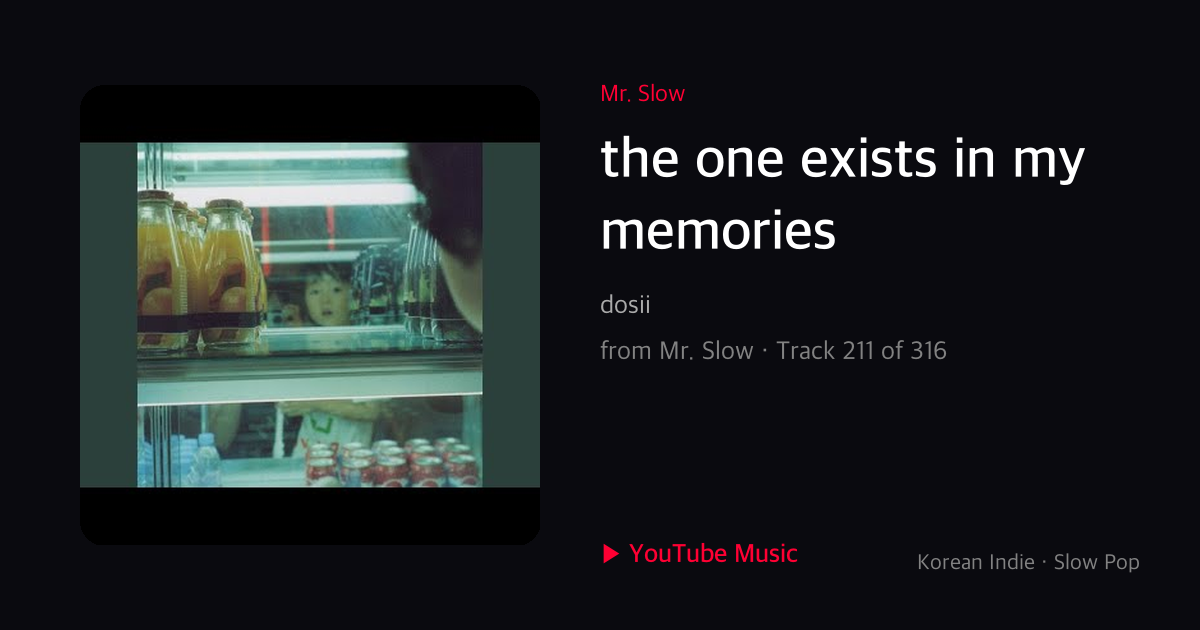 Mr. Slow
the one exists in my
memories
dosii
from Mr. Slow · Track 211 of 316
YouTube Music
Korean Indie · Slow Pop